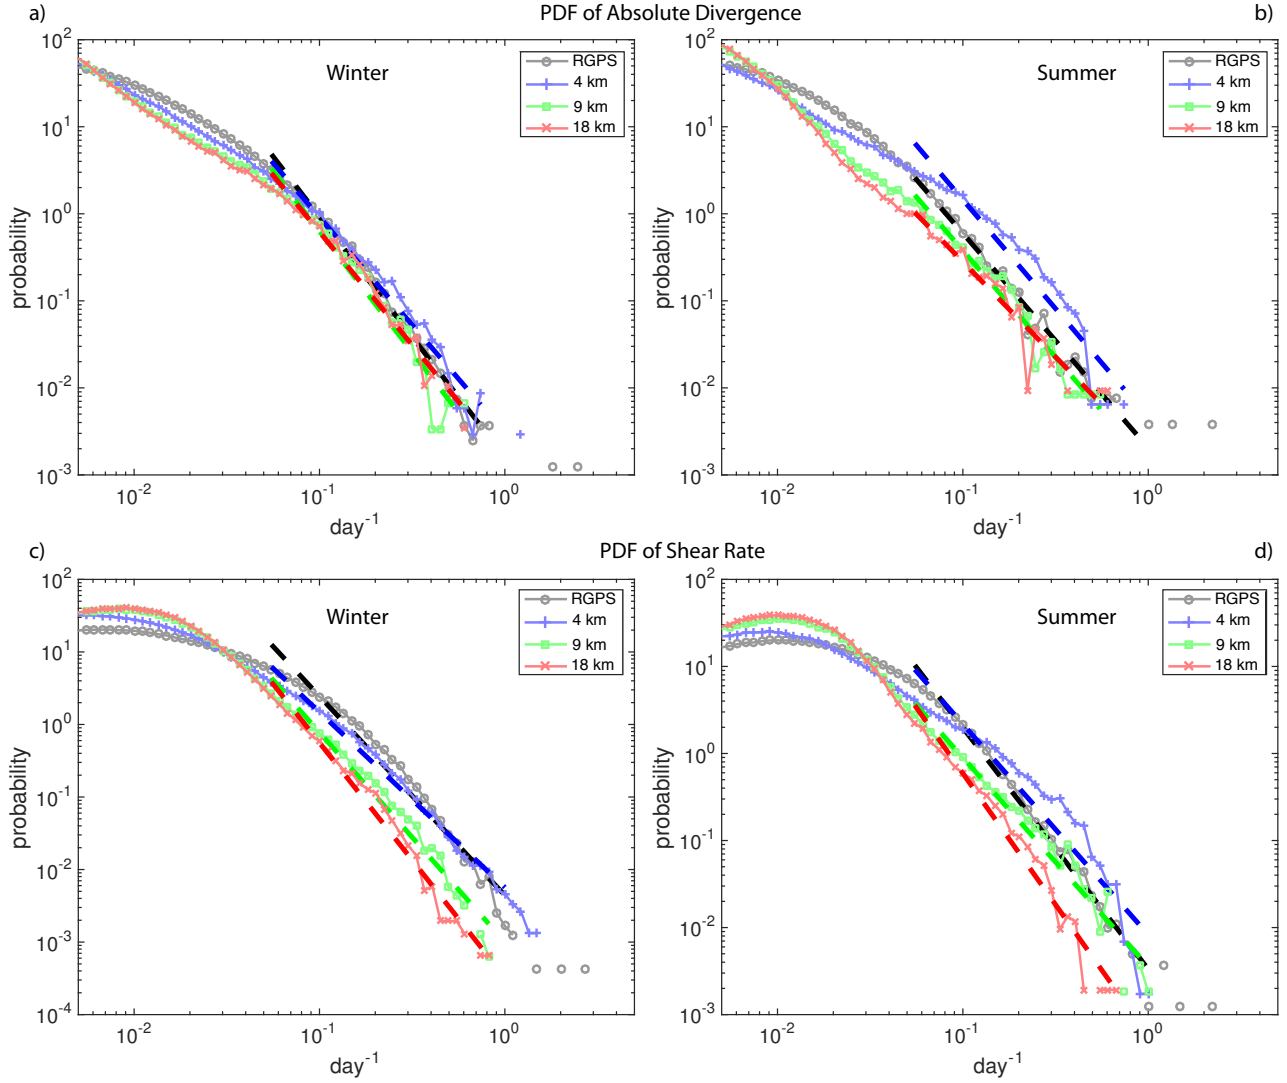 a)
PDF of Absolute Divergence
b)
10^2
10^1
10^0
10^-1
10^-2
10^-3
probability
Winter
RGPS
4 km
9 km
18 km
10^-2
10^-1
10^0
day^-1
10^2
10^1
10^0
10^-1
10^-2
10^-3
probability
Summer
RGPS
4 km
9 km
18 km
10^-2
10^-1
10^0
day^-1
c)
PDF of Shear Rate
d)
10^2
10^1
10^0
10^-1
10^-2
10^-3
10^-4
probability
Winter
RGPS
4 km
9 km
18 km
10^-2
10^-1
10^0
day^-1
10^2
10^1
10^0
10^-1
10^-2
10^-3
probability
Summer
RGPS
4 km
9 km
18 km
10^-2
10^-1
10^0
day^-1